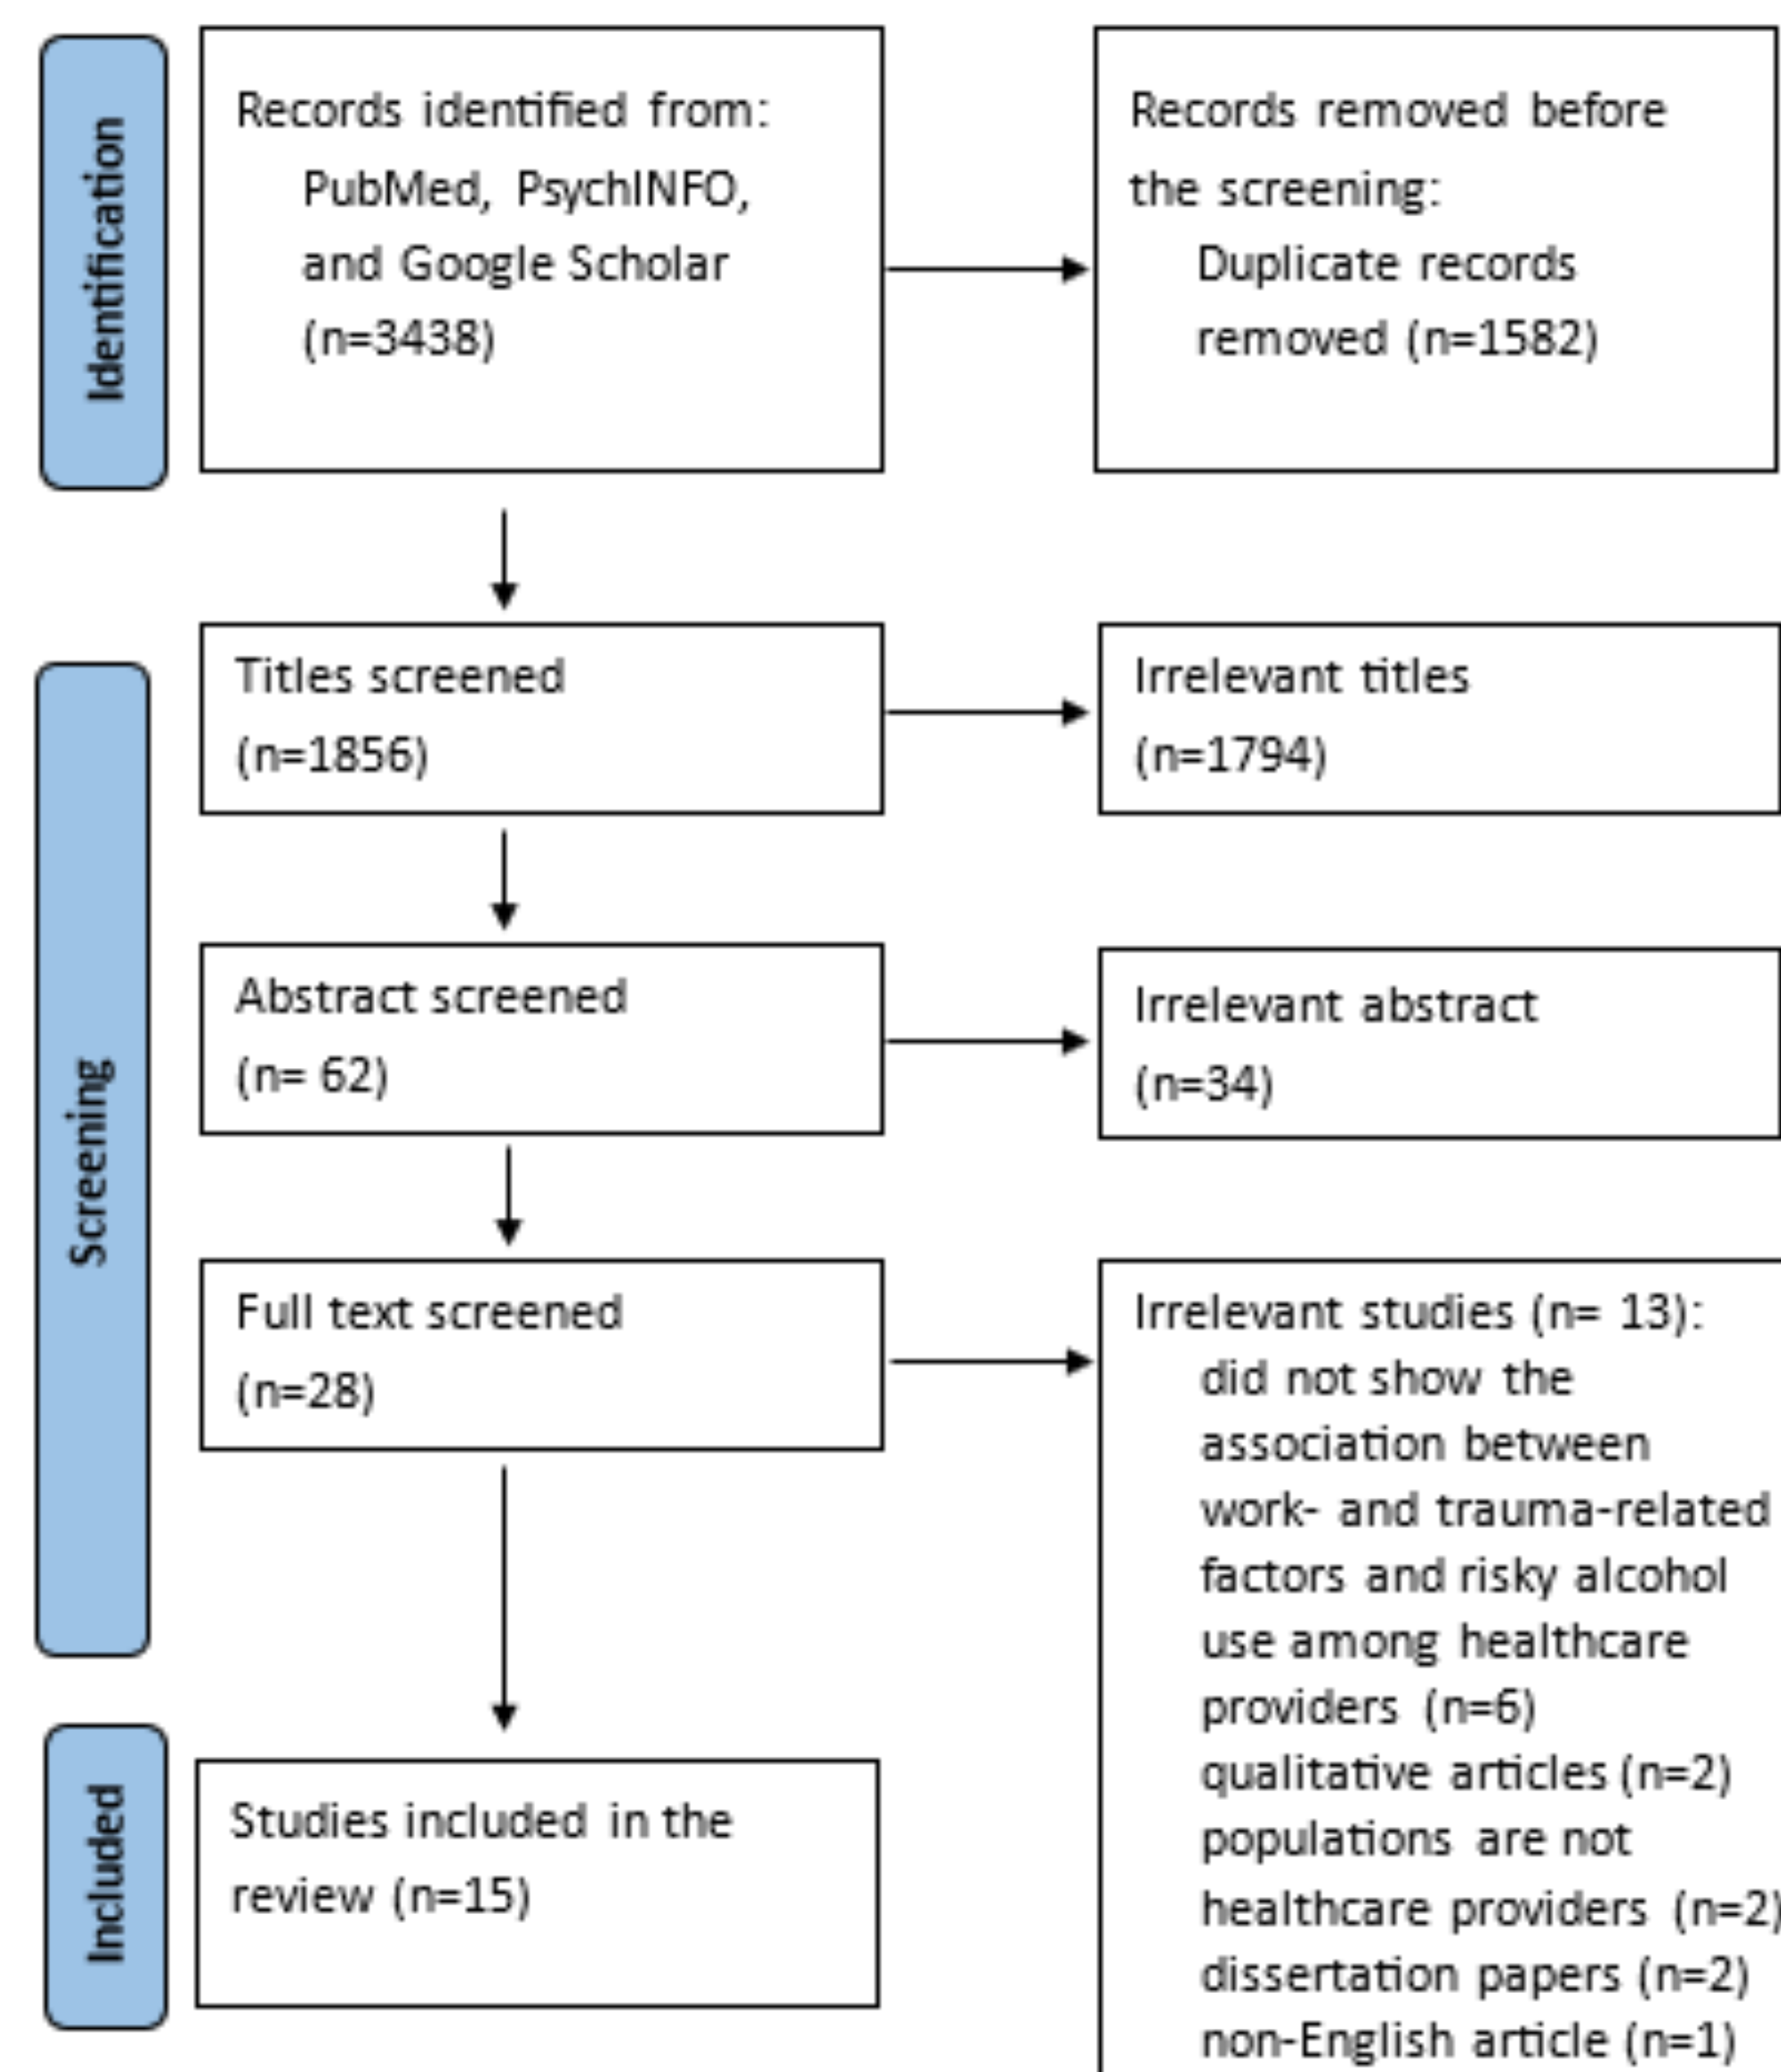 Identification
Records identified from:
PubMed, PsychINFO,
and Google Scholar
(n=3438)
Records removed before
the screening:
Duplicate records
removed (n=1582)
Screening
Titles screened
(n=1856)
Irrelevant titles
(n=1794)
Abstract screened
(n= 62)
Irrelevant abstract
(n=34)
Full text screened
(n=28)
Irrelevant studies (n= 13):
did not show the
association between
work- and trauma-related
factors and risky alcohol
use among healthcare
providers (n=6)
qualitative articles (n=2)
populations are not
healthcare providers (n=2)
dissertation papers (n=2)
non-English article (n=1)
Included
Studies included in the
review (n=15)